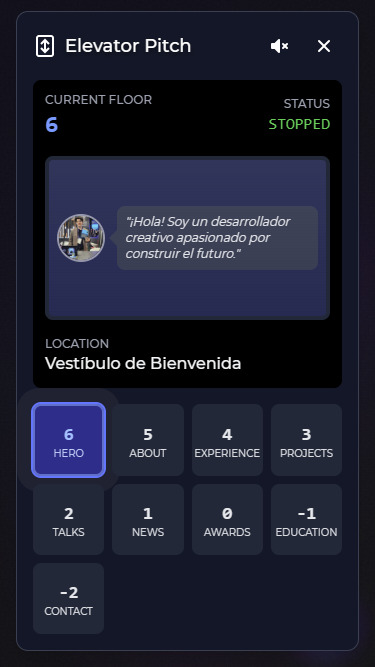 Elevator Pitch
CURRENT FLOOR
6
STATUS
STOPPED
"¡Hola! Soy un desarrollador
creativo apasionado por
construir el futuro."
LOCATION
Vestíbulo de Bienvenida
6
HERO
5
ABOUT
4
EXPERIENCE
3
PROJECTS
2
TALKS
1
NEWS
0
AWARDS
-1
EDUCATION
-2
CONTACT